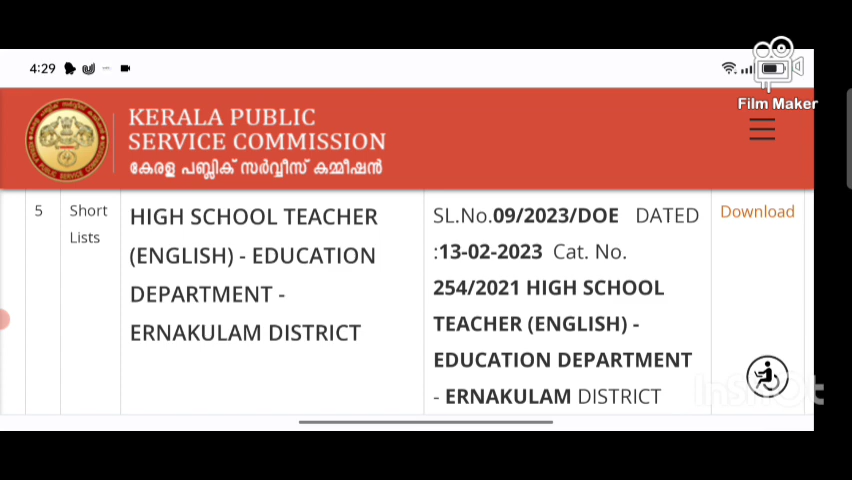 4:29
Film Maker
KERALA PUBLIC
SERVICE COMMISSION
കേരള പബ്ലിക് സർവ്വീസ് കമ്മീഷൻ
5
Short
Lists
HIGH SCHOOL TEACHER
(ENGLISH) - EDUCATION
DEPARTMENT -
ERNAKULAM DISTRICT
SL.No.09/2023/DOE DATED
:13-02-2023 Cat. No.
254/2021 HIGH SCHOOL
TEACHER (ENGLISH) -
EDUCATION DEPARTMENT
- ERNAKULAM DISTRICT
Download
InShOt